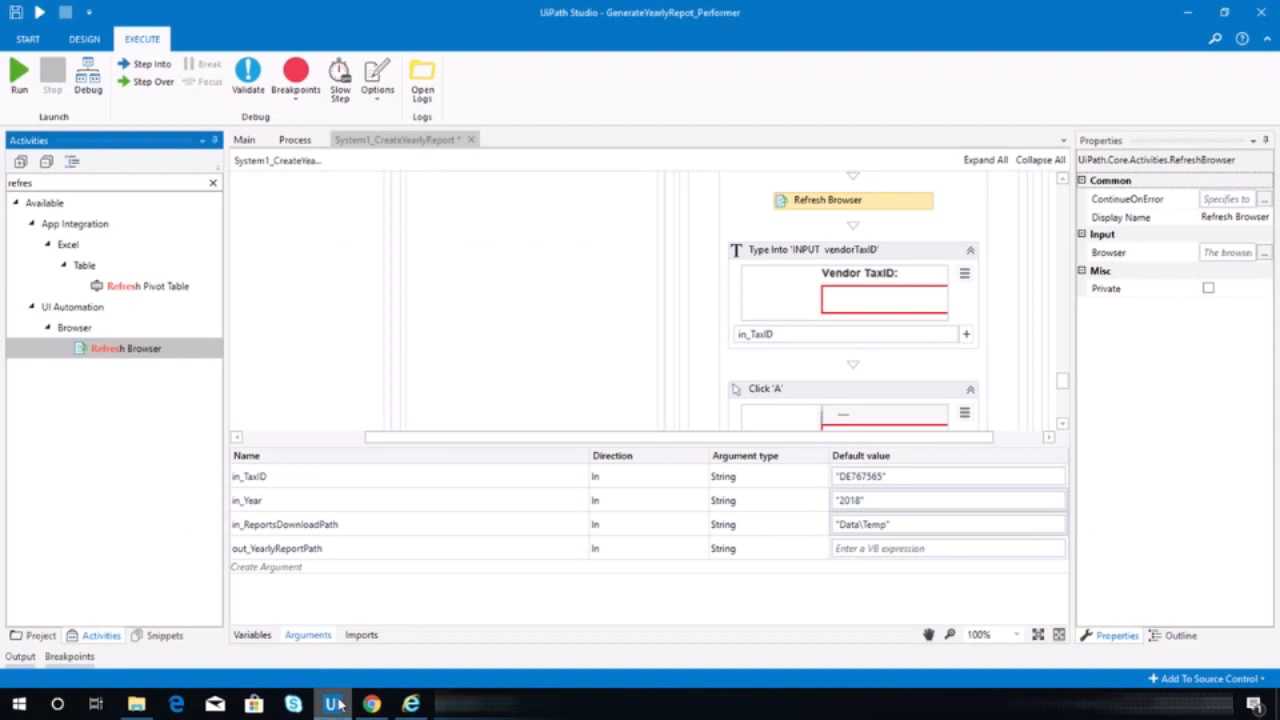 UiPath Studio - GenerateYearlyRepot_Performer
START DESIGN EXECUTE
Run Stop Debug Step Into Break
Step Over Focus
Validate Breakpoints Slow Step Options Open Logs
Launch Debug Logs
Activities
refres
Available
App Integration
Excel
Table
Refresh Pivot Table
UI Automation
Browser
Refresh Browser
Project Activities Snippets
Main Process System1_CreateYearlyReport *
System1_CreateYea... Expand All Collapse All
Refresh Browser
Type Into 'INPUT vendorTaxID'
Vendor TaxID:
in_TaxID
Click 'A'
Name Direction Argument type Default value
in_TaxID In String "DE767565"
in_Year In String "2018"
in_ReportsDownloadPath In String "Data\Temp"
out_YearlyReportPath In String Enter a VB expression
Create Argument
Variables Arguments Imports 100%
Properties
UiPath.Core.Activities.RefreshBrowser
Common
ContinueOnError Specifies to ...
Display Name Refresh Browser
Input
Browser The browse ...
Misc
Private
Properties Outline
Output Breakpoints
Add To Source Control